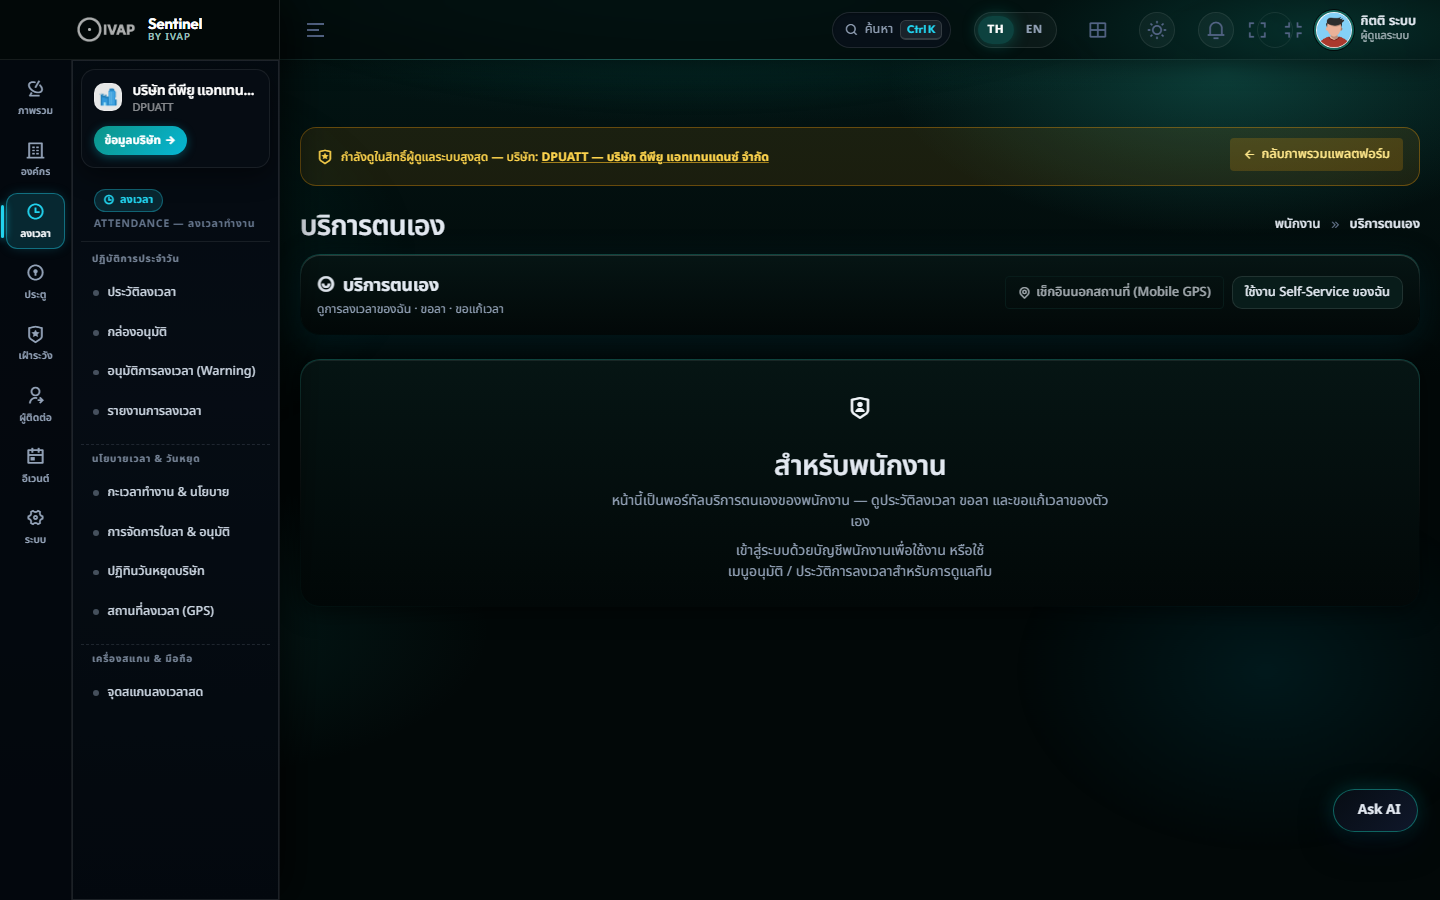 IVAP
Sentinel
BY IVAP
ค้นหา
Ctrl K
TH
EN
กิตติ ระบบ
ผู้ดูแลระบบ
ภาพรวม
องค์กร
ลงเวลา
ประตู
เฝ้าระวัง
ผู้ติดต่อ
อีเวนต์
ระบบ
บริษัท ดีพียู แอทเทน...
DPUATT
ข้อมูลบริษัท →
ลงเวลา
ATTENDANCE — ลงเวลาทำงาน
ปฏิบัติการประจำวัน
ประวัติลงเวลา
กล่องอนุมัติ
อนุมัติการลงเวลา (Warning)
รายงานการลงเวลา
นโยบายเวลา & วันหยุด
กะเวลาทำงาน & นโยบาย
การจัดการใบลา & อนุมัติ
ปฏิทินวันหยุดบริษัท
สถานที่ลงเวลา (GPS)
เครื่องสแกน & มือถือ
จุดสแกนลงเวลาสด
กำลังดูในสิทธิ์ผู้ดูแลระบบสูงสุด — บริษัท: DPUATT — บริษัท ดีพียู แอทเทนแดนซ์ จำกัด
← กลับภาพรวมแพลตฟอร์ม
บริการตนเอง
พนักงาน » บริการตนเอง
บริการตนเอง
ดูการลงเวลาของฉัน · ขอลา · ขอแก้เวลา
เช็กอินนอกสถานที่ (Mobile GPS)
ใช้งาน Self-Service ของฉัน
สำหรับพนักงาน
หน้านี้เป็นพอร์ทัลบริการตนเองของพนักงาน — ดูประวัติลงเวลา ขอลา และขอแก้เวลาของตัว
เอง
เข้าสู่ระบบด้วยบัญชีพนักงานเพื่อใช้งาน หรือใช้
เมนูอนุมัติ / ประวัติการลงเวลาสำหรับการดูแลทีม
Ask AI